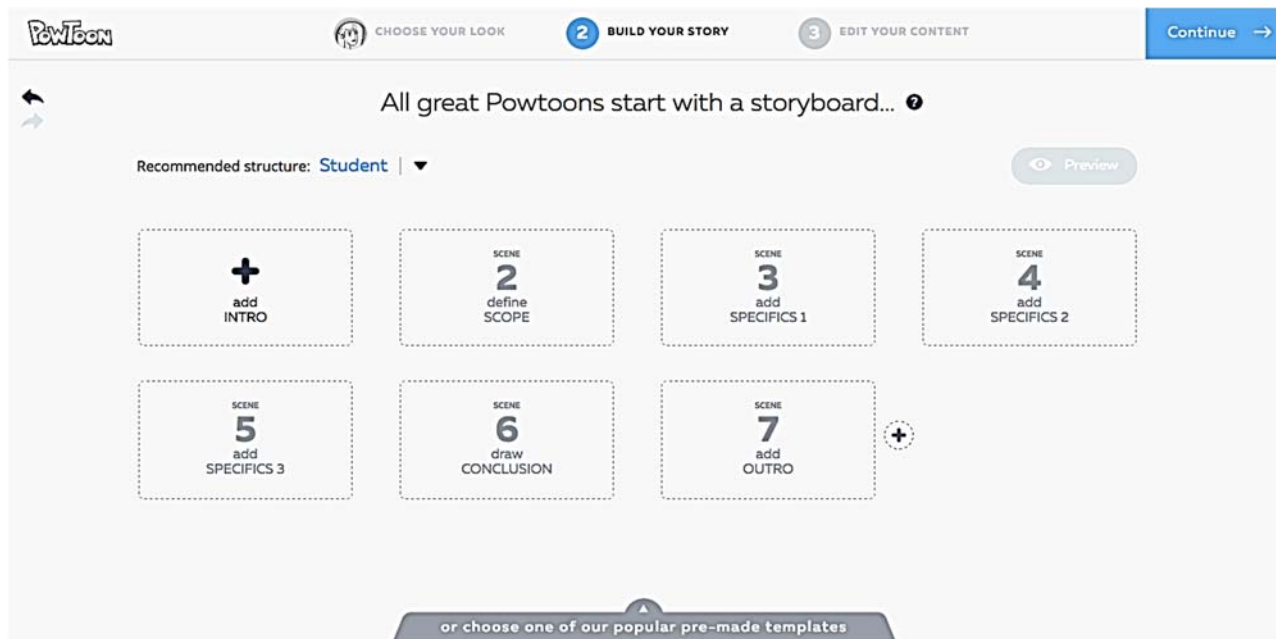 POWTOON
CHOOSE YOUR LOOK
2 BUILD YOUR STORY
3 EDIT YOUR CONTENT
Continue →
All great Powtoons start with a storyboard... ?
Recommended structure: Student
Preview
+
add
INTRO
SCENE
2
define
SCOPE
SCENE
3
add
SPECIFICS 1
SCENE
4
add
SPECIFICS 2
SCENE
5
add
SPECIFICS 3
SCENE
6
draw
CONCLUSION
SCENE
7
add
OUTRO
+
or choose one of our popular pre-made templates